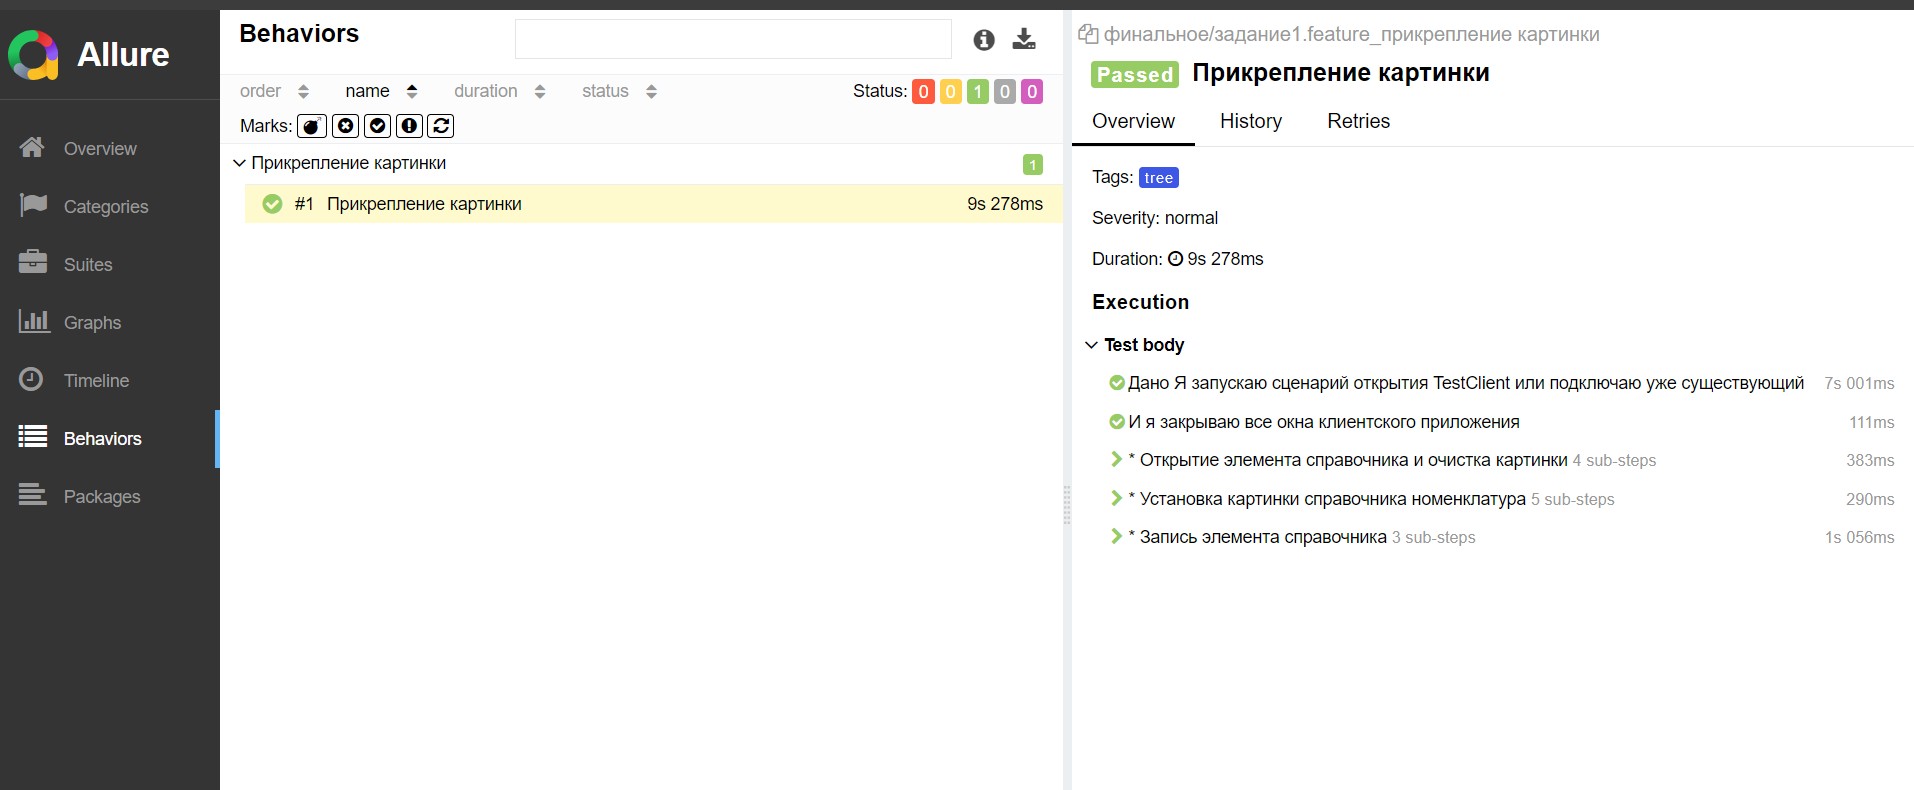 Allure
Overview
Categories
Suites
Graphs
Timeline
Behaviors
Packages
Behaviors
order name duration status Status: 0 0 1 0 0
Marks:
Прикрепление картинки 1
#1 Прикрепление картинки 9s 278ms
финальное/задание1.feature_прикрепление картинки
Passed Прикрепление картинки
Overview History Retries
Tags: tree
Severity: normal
Duration: 9s 278ms
Execution
Test body
Дано Я запускаю сценарий открытия TestClient или подключаю уже существующий 7s 001ms
И я закрываю все окна клиентского приложения 111ms
* Открытие элемента справочника и очистка картинки 4 sub-steps 383ms
* Установка картинки справочника номенклатура 5 sub-steps 290ms
* Запись элемента справочника 3 sub-steps 1s 056ms